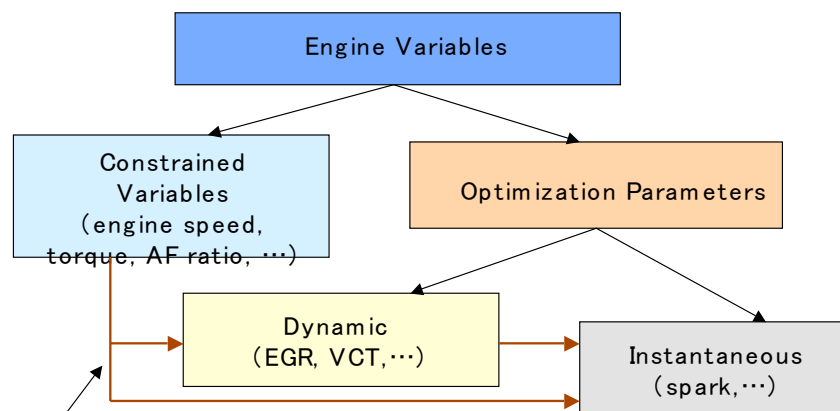 Engine Variables
Constrained
Variables
(engine speed,
torque, AF ratio, …)
Optimization Parameters
Dynamic
(EGR, VCT,…)
Instantaneous
(spark,…)